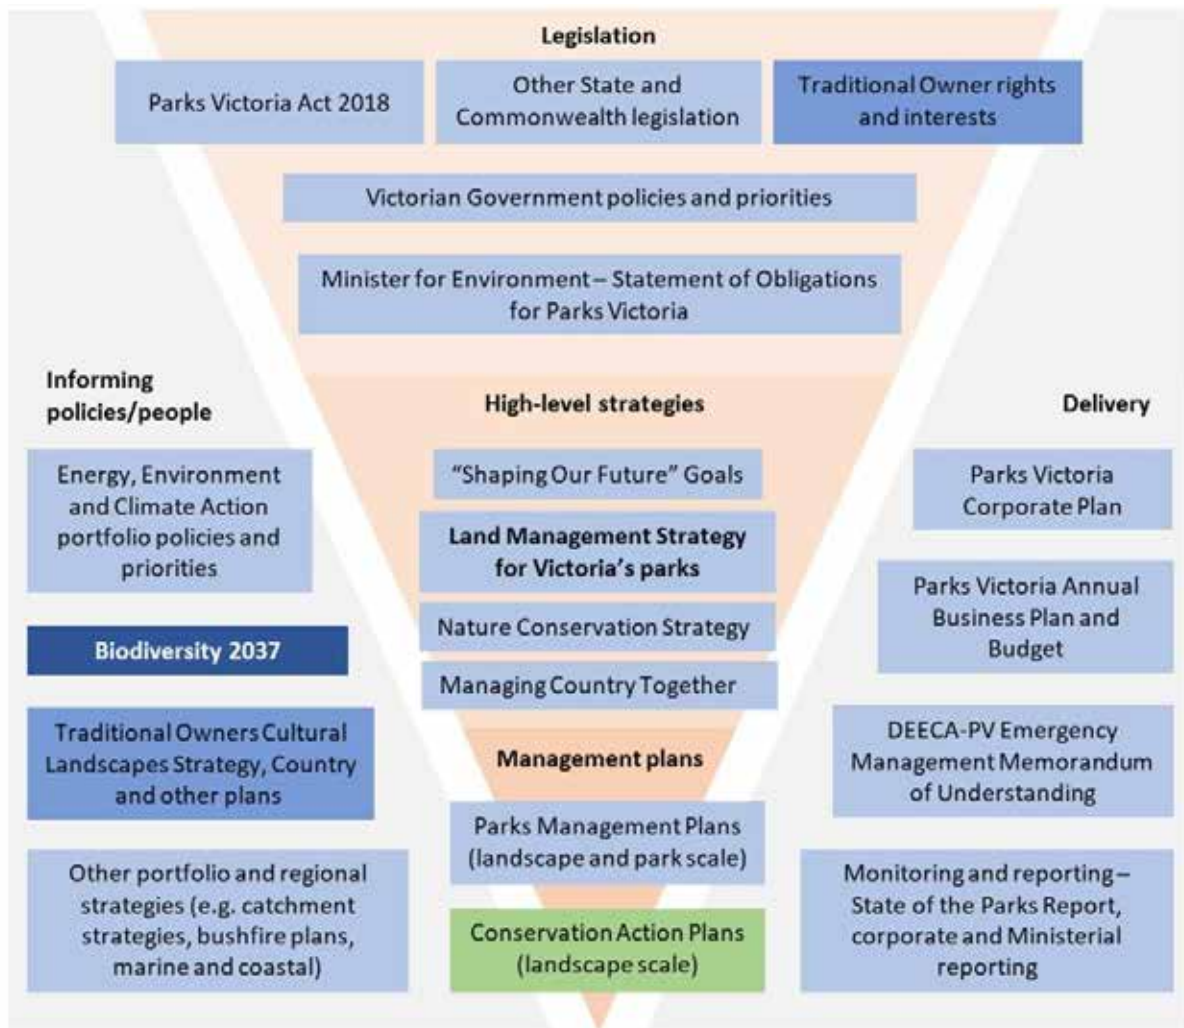 Legislation
Parks Victoria Act 2018
Other State and
Commonwealth legislation
Traditional Owner rights
and interests
Victorian Government policies and priorities
Minister for Environment – Statement of Obligations
for Parks Victoria
Informing
policies/people
Energy, Environment
and Climate Action
portfolio policies and
priorities
Biodiversity 2037
Traditional Owners Cultural
Landscapes Strategy, Country
and other plans
Other portfolio and regional
strategies (e.g. catchment
strategies, bushfire plans,
marine and coastal)
High-level strategies
“Shaping Our Future” Goals
Land Management Strategy
for Victoria’s parks
Nature Conservation Strategy
Managing Country Together
Management plans
Parks Management Plans
(landscape and park scale)
Conservation Action Plans
(landscape scale)
Delivery
Parks Victoria
Corporate Plan
Parks Victoria Annual
Business Plan and
Budget
DEECA-PV Emergency
Management Memorandum
of Understanding
Monitoring and reporting –
State of the Parks Report,
corporate and Ministerial
reporting